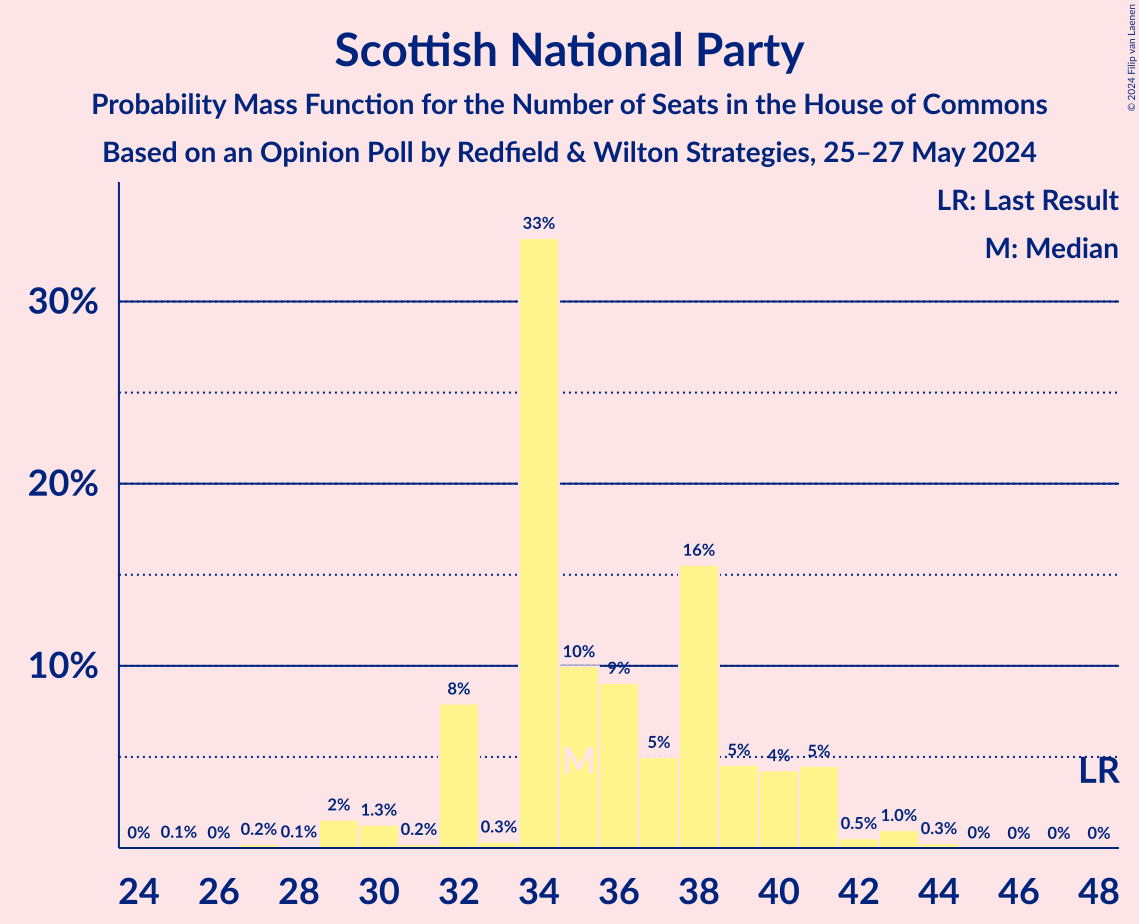 Scottish National Party
Probability Mass Function for the Number of Seats in the House of Commons
Based on an Opinion Poll by Redfield & Wilton Strategies, 25–27 May 2024
© 2024 Filip van Laenen
LR: Last Result
M: Median
30%
20%
10%
0% 0.1% 0% 0.2% 0.1% 2% 1.3% 0.2% 8% 0.3% 33% 10% 9% 5% 16% 5% 4% 5% 0.5% 1.0% 0.3% 0% 0% 0% 0%
M
LR
24 26 28 30 32 34 36 38 40 42 44 46 48